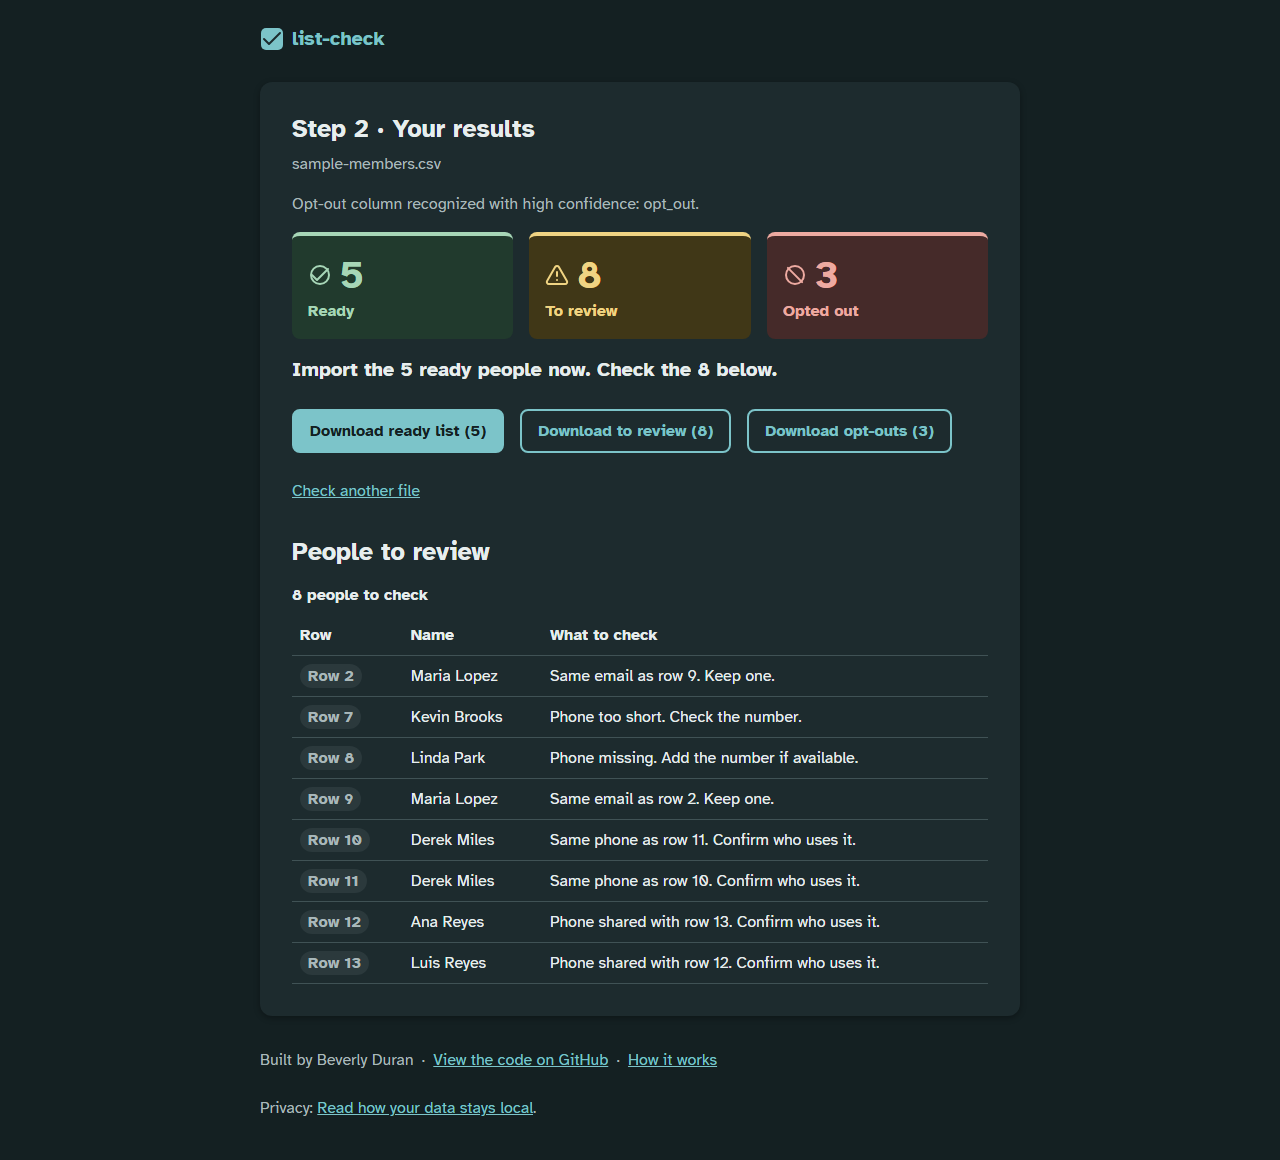 list-check
Step 2 · Your results
sample-members.csv
Opt-out column recognized with high confidence: opt_out.
5
Ready
8
To review
3
Opted out
Import the 5 ready people now. Check the 8 below.
Download ready list (5)
Download to review (8)
Download opt-outs (3)
Check another file
People to review
8 people to check
Row Name What to check
Row 2 Maria Lopez Same email as row 9. Keep one.
Row 7 Kevin Brooks Phone too short. Check the number.
Row 8 Linda Park Phone missing. Add the number if available.
Row 9 Maria Lopez Same email as row 2. Keep one.
Row 10 Derek Miles Same phone as row 11. Confirm who uses it.
Row 11 Derek Miles Same phone as row 10. Confirm who uses it.
Row 12 Ana Reyes Phone shared with row 13. Confirm who uses it.
Row 13 Luis Reyes Phone shared with row 12. Confirm who uses it.
Built by Beverly Duran · View the code on GitHub · How it works
Privacy: Read how your data stays local.